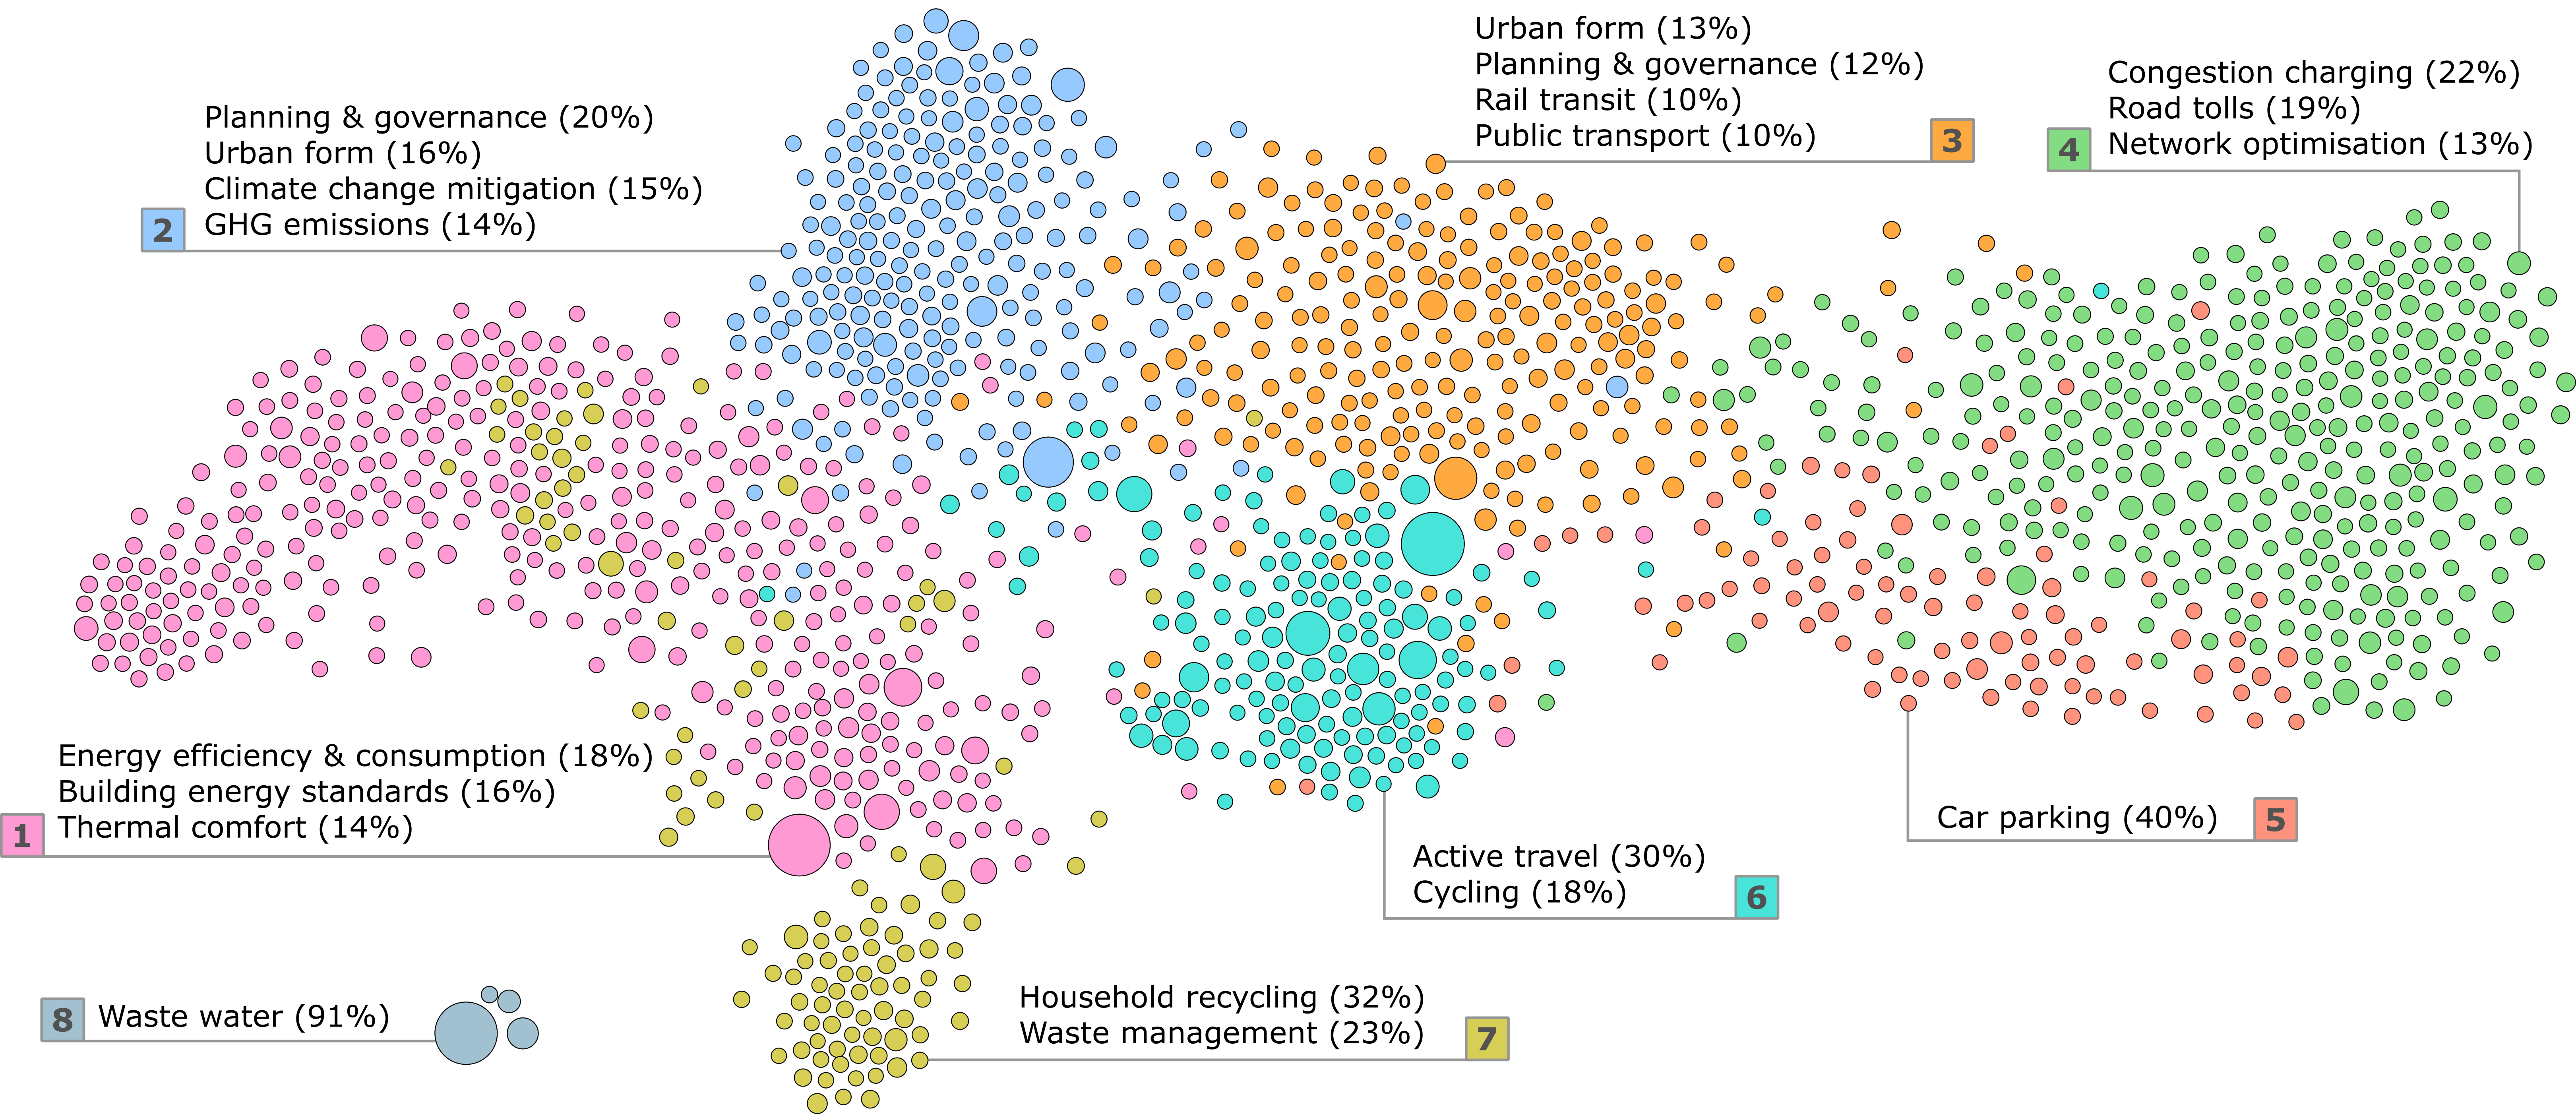 Urban form (13%)
Planning & governance (12%)
Rail transit (10%)
Public transport (10%)
3
Congestion charging (22%)
Road tolls (19%)
Network optimisation (13%)
4
Planning & governance (20%)
Urban form (16%)
Climate change mitigation (15%)
GHG emissions (14%)
2
Energy efficiency & consumption (18%)
Building energy standards (16%)
Thermal comfort (14%)
1
Car parking (40%)
5
Active travel (30%)
Cycling (18%)
6
Household recycling (32%)
Waste management (23%)
7
8
Waste water (91%)